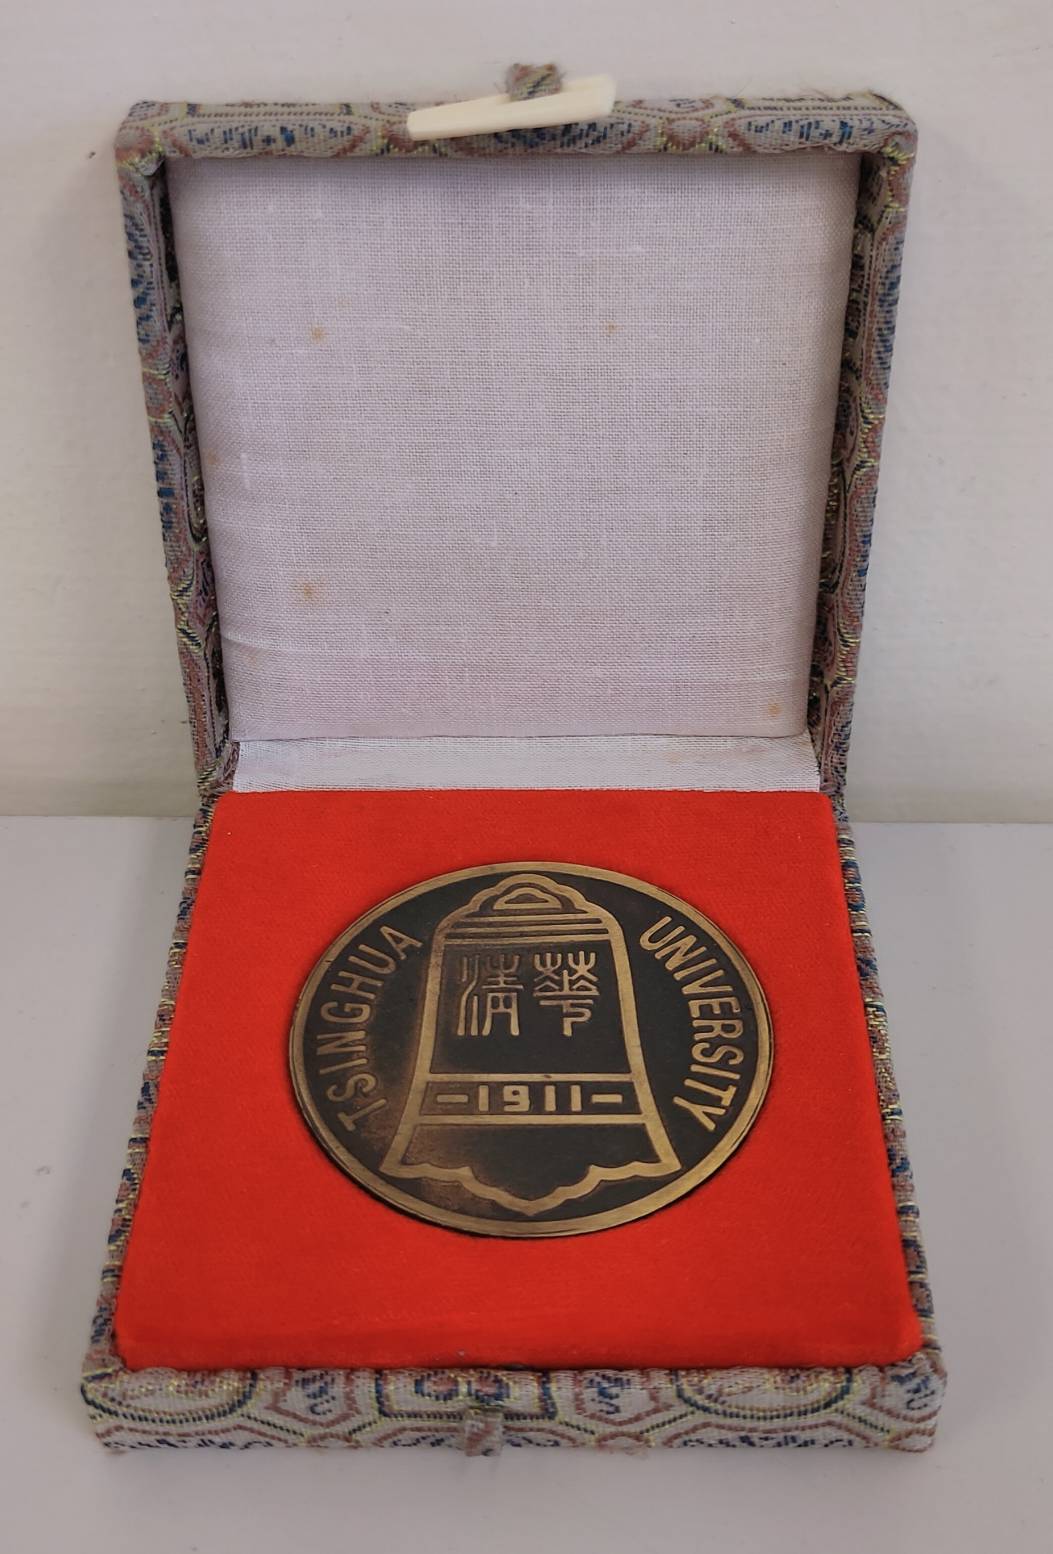 TSINGHUA UNIVERSITY
清華
-1911-